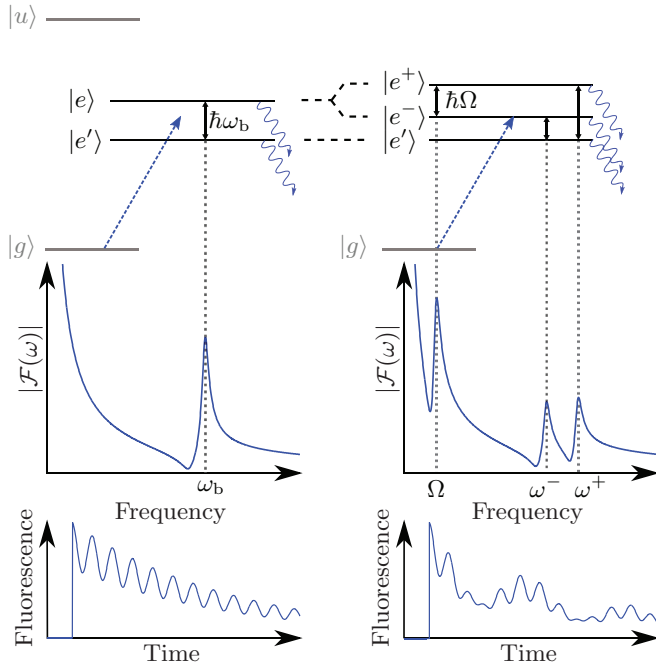 |u⟩
|e⟩
ℏω_b
|e′⟩
|g⟩
|e⁺⟩
ℏΩ
|e⁻⟩
|e′⟩
|g⟩
|𝓕(ω)|
ω_b
Frequency
|𝓕(ω)|
Ω
ω⁻
ω⁺
Frequency
Fluorescence
Time
Fluorescence
Time